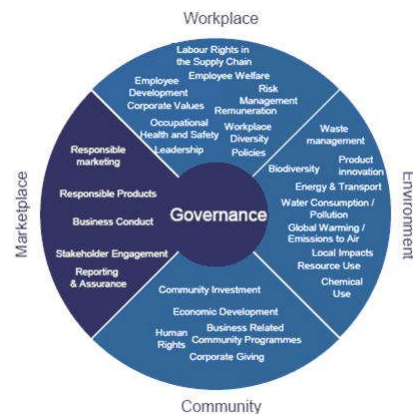 Workplace
Labour Rights in
the Supply Chain
Employee Welfare
Employee
Development
Risk
Management
Corporate Values
Remuneration
Occupational
Health and Safety
Workplace
Diversity
Leadership
Policies
Marketplace
Responsible
marketing
Responsible Products
Business Conduct
Stakeholder Engagement
Reporting
& Assurance
Governance
Environment
Waste
management
Biodiversity
Product
innovation
Energy & Transport
Water Consumption /
Pollution
Global Warming /
Emissions to Air
Local Impacts
Resource Use
Chemical
Use
Community Investment
Economic Development
Human
Rights
Business Related
Community Programmes
Corporate Giving
Community